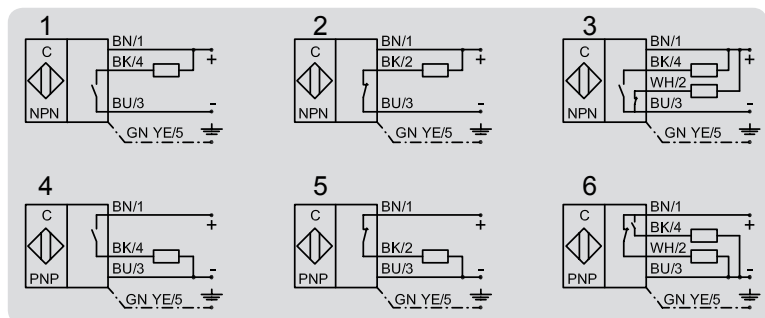 1
C
NPN
BN/1
BK/4
BU/3
GN YE/5
+
-
2
C
NPN
BN/1
BK/2
BU/3
GN YE/5
+
-
3
C
NPN
BN/1
BK/4
WH/2
BU/3
GN YE/5
+
-
4
C
PNP
BN/1
BK/4
BU/3
GN YE/5
+
-
5
C
PNP
BN/1
BK/2
BU/3
GN YE/5
+
-
6
C
PNP
BN/1
BK/4
WH/2
BU/3
GN YE/5
+
-